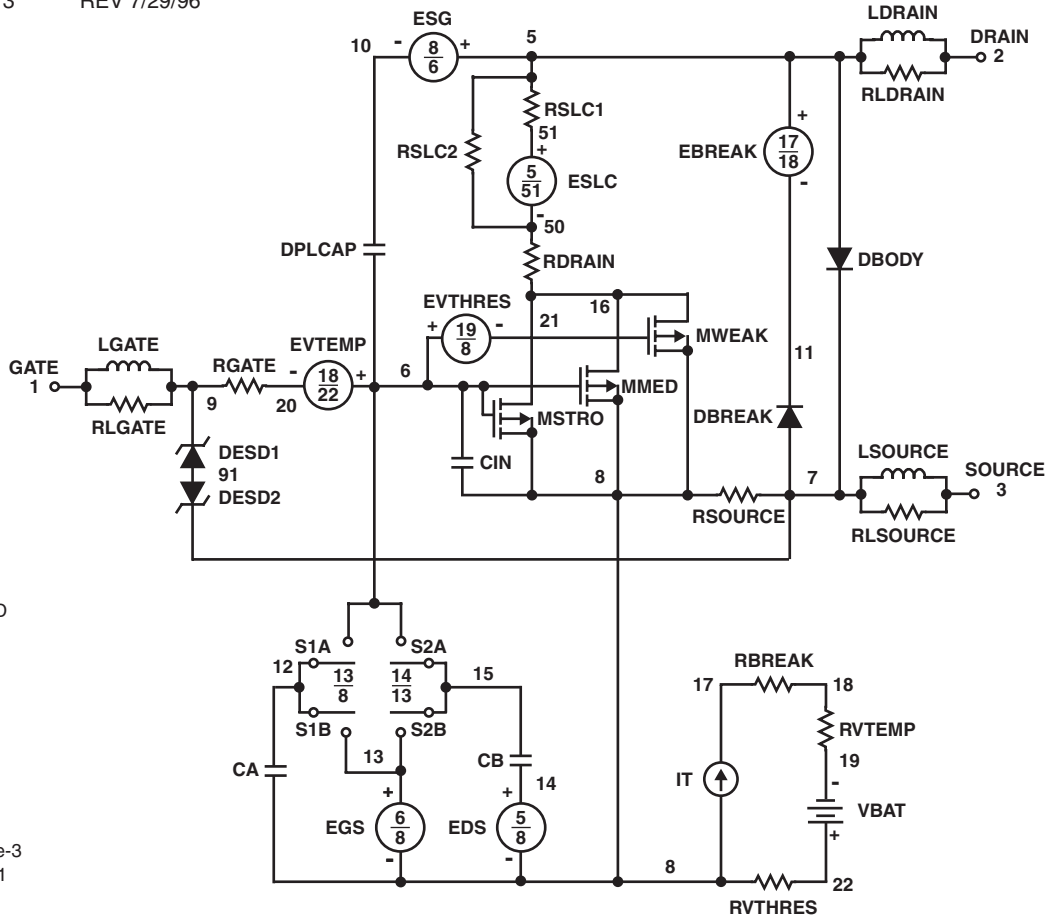 3 REV 7/29/96
LDRAIN
ESG
DRAIN
10 - 8 + 5
6
2
RLDRAIN
RSLC1
51
RSLC2
+
+
EBREAK 17
18
5
51
ESLC
-
-
50
DPLCAP
RDRAIN
DBODY
EVTHRES
+ 19 -
8
21
16
MWEAK
11
LGATE
EVTEMP
GATE
1
RGATE
- 18 +
22
6
MMED
9
20
RLGATE
MSTRO
DBREAK
DESD1
91
DESD2
CIN
8
7
LSOURCE
SOURCE
3
RSOURCE
RLSOURCE
D
S1A
S2A
12
13
8
14
13
15
S1B
S2B
13
CA
CB
14
+
+
EGS 6
8
EDS 5
8
-
-
8
RBREAK
17
18
RVTEMP
19
IT
-
VBAT
+
22
RVTHRES
e-3
1